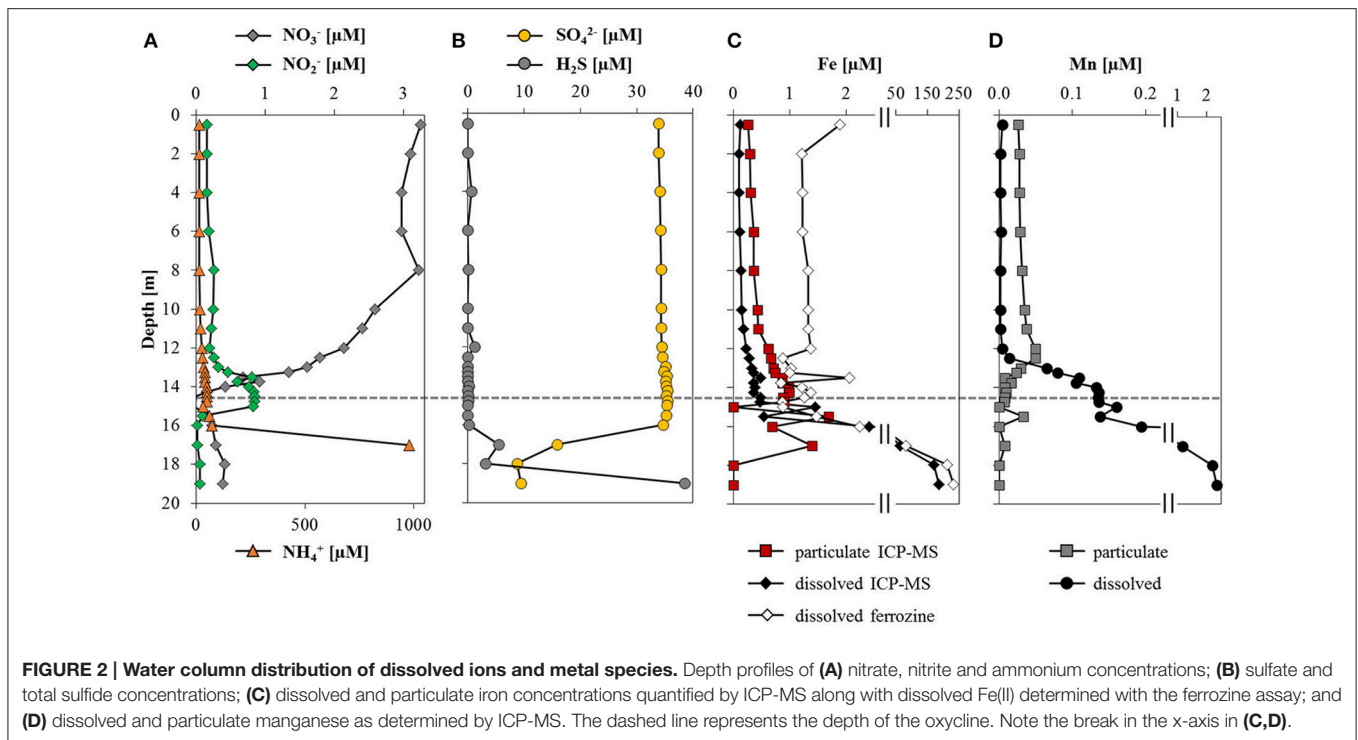 A NO₃⁻ [µM] B SO₄²⁻ [µM] C D
NO₂⁻ [µM] H₂S [µM] Fe [µM] Mn [µM]
0 1 2 3 0 10 20 30 40 0 1 2 50 150 250 0.0 0.1 0.2 1 2
0
2
4
6
8
10
12
14
16
18
20
Depth [m]
0 500 1000
NH₄⁺ [µM] particulate ICP-MS particulate
dissolved ICP-MS dissolved
dissolved ferrozine
FIGURE 2 | Water column distribution of dissolved ions and metal species. Depth profiles of (A) nitrate, nitrite and ammonium concentrations; (B) sulfate and
total sulfide concentrations; (C) dissolved and particulate iron concentrations quantified by ICP-MS along with dissolved Fe(II) determined with the ferrozine assay; and
(D) dissolved and particulate manganese as determined by ICP-MS. The dashed line represents the depth of the oxycline. Note the break in the x-axis in (C,D).